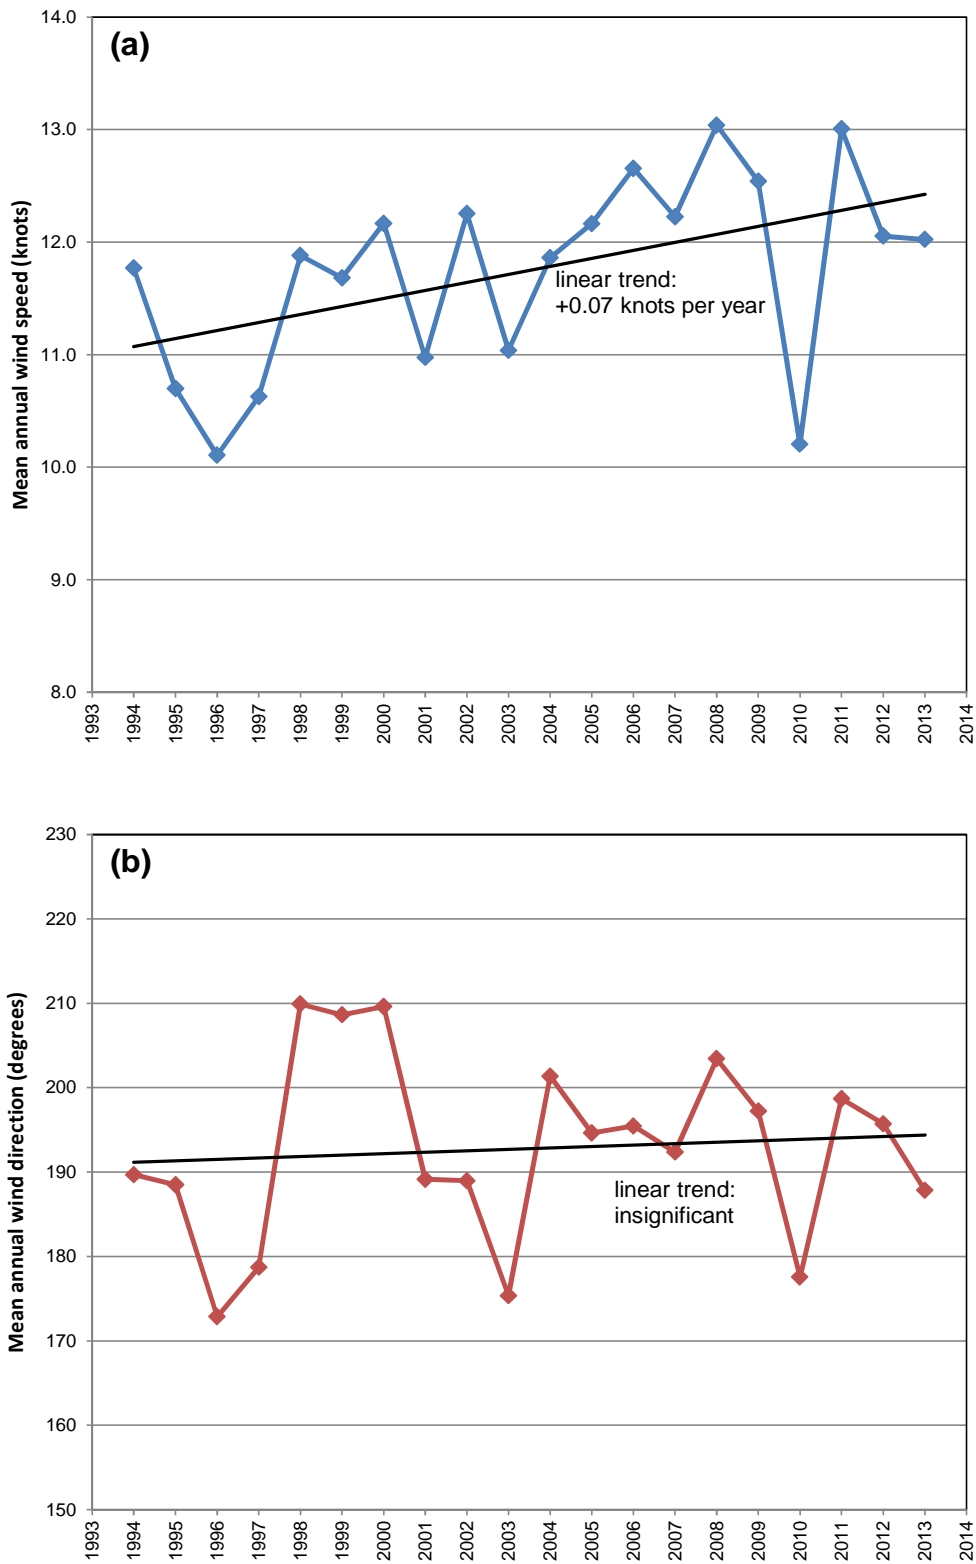 14.0
(a)
13.0
12.0
11.0
10.0
9.0
8.0
Mean annual wind speed (knots)
linear trend:
+0.07 knots per year
1993 1994 1995 1996 1997 1998 1999 2000 2001 2002 2003 2004 2005 2006 2007 2008 2009 2010 2011 2012 2013 2014
230
(b)
220
210
200
190
180
170
160
150
Mean annual wind direction (degrees)
linear trend:
insignificant
1993 1994 1995 1996 1997 1998 1999 2000 2001 2002 2003 2004 2005 2006 2007 2008 2009 2010 2011 2012 2013 2014